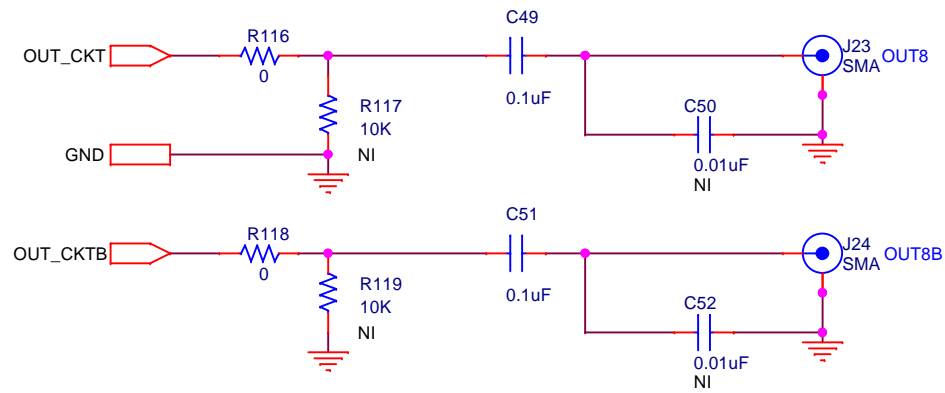 C49
R116
J23
OUT_CKT
OUT8
SMA
0
0.1uF
R117
C50
10K
GND
NI
0.01uF
NI
C51
R118
J24
OUT_CKTB
OUT8B
SMA
0
R119
0.1uF
C52
10K
NI
0.01uF
NI